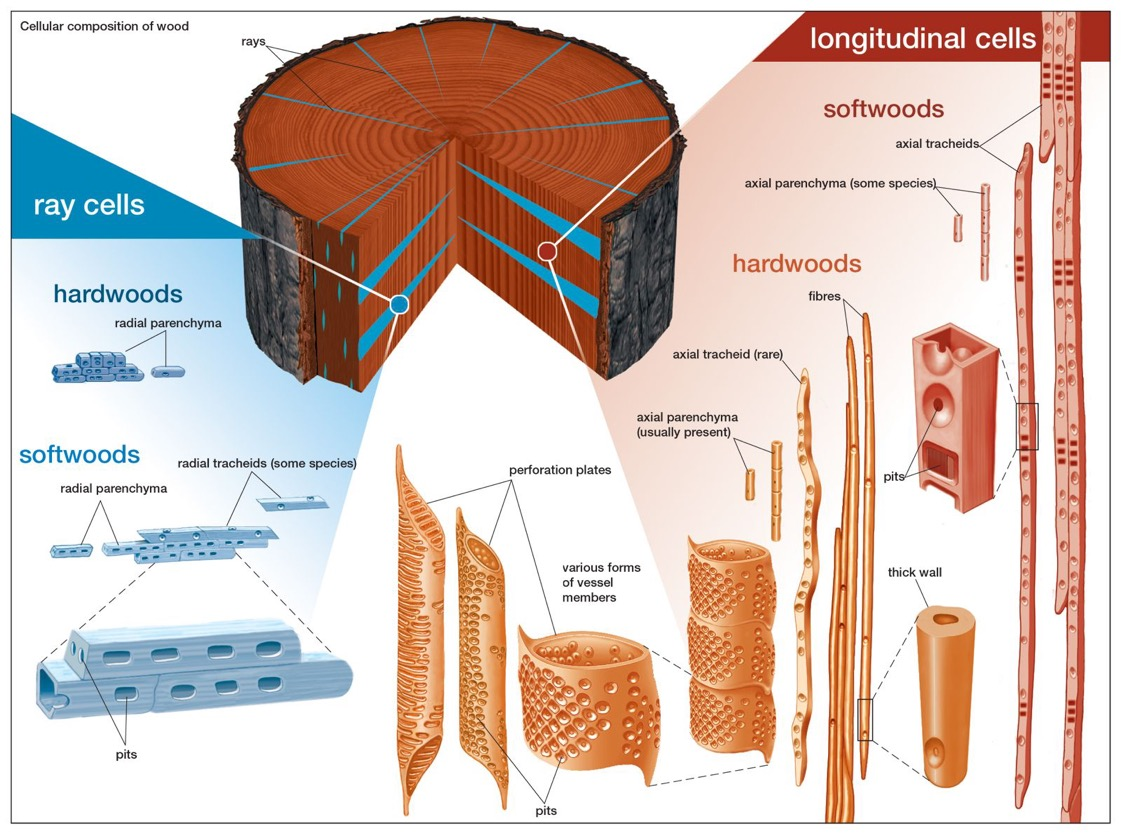 Cellular composition of wood
rays
longitudinal cells
softwoods
axial tracheids
axial parenchyma (some species)
ray cells
hardwoods
fibres
hardwoods
radial parenchyma
axial tracheid (rare)
axial parenchyma
(usually present)
softwoods
radial tracheids (some species)
radial parenchyma
perforation plates
pits
various forms
of vessel
members
thick wall
pits
pits